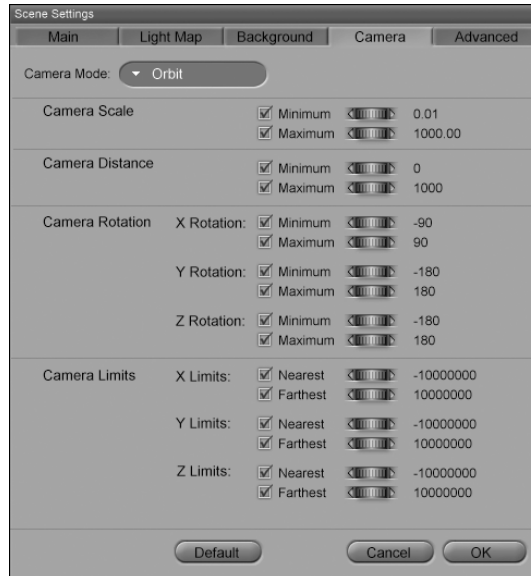 Scene Settings
Main Light Map Background Camera Advanced
Camera Mode: Orbit
Camera Scale Minimum 0.01
Maximum 1000.00
Camera Distance Minimum 0
Maximum 1000
Camera Rotation X Rotation: Minimum -90
Maximum 90
Y Rotation: Minimum -180
Maximum 180
Z Rotation: Minimum -180
Maximum 180
Camera Limits X Limits: Nearest -10000000
Farthest 10000000
Y Limits: Nearest -10000000
Farthest 10000000
Z Limits: Nearest -10000000
Farthest 10000000
Default Cancel OK